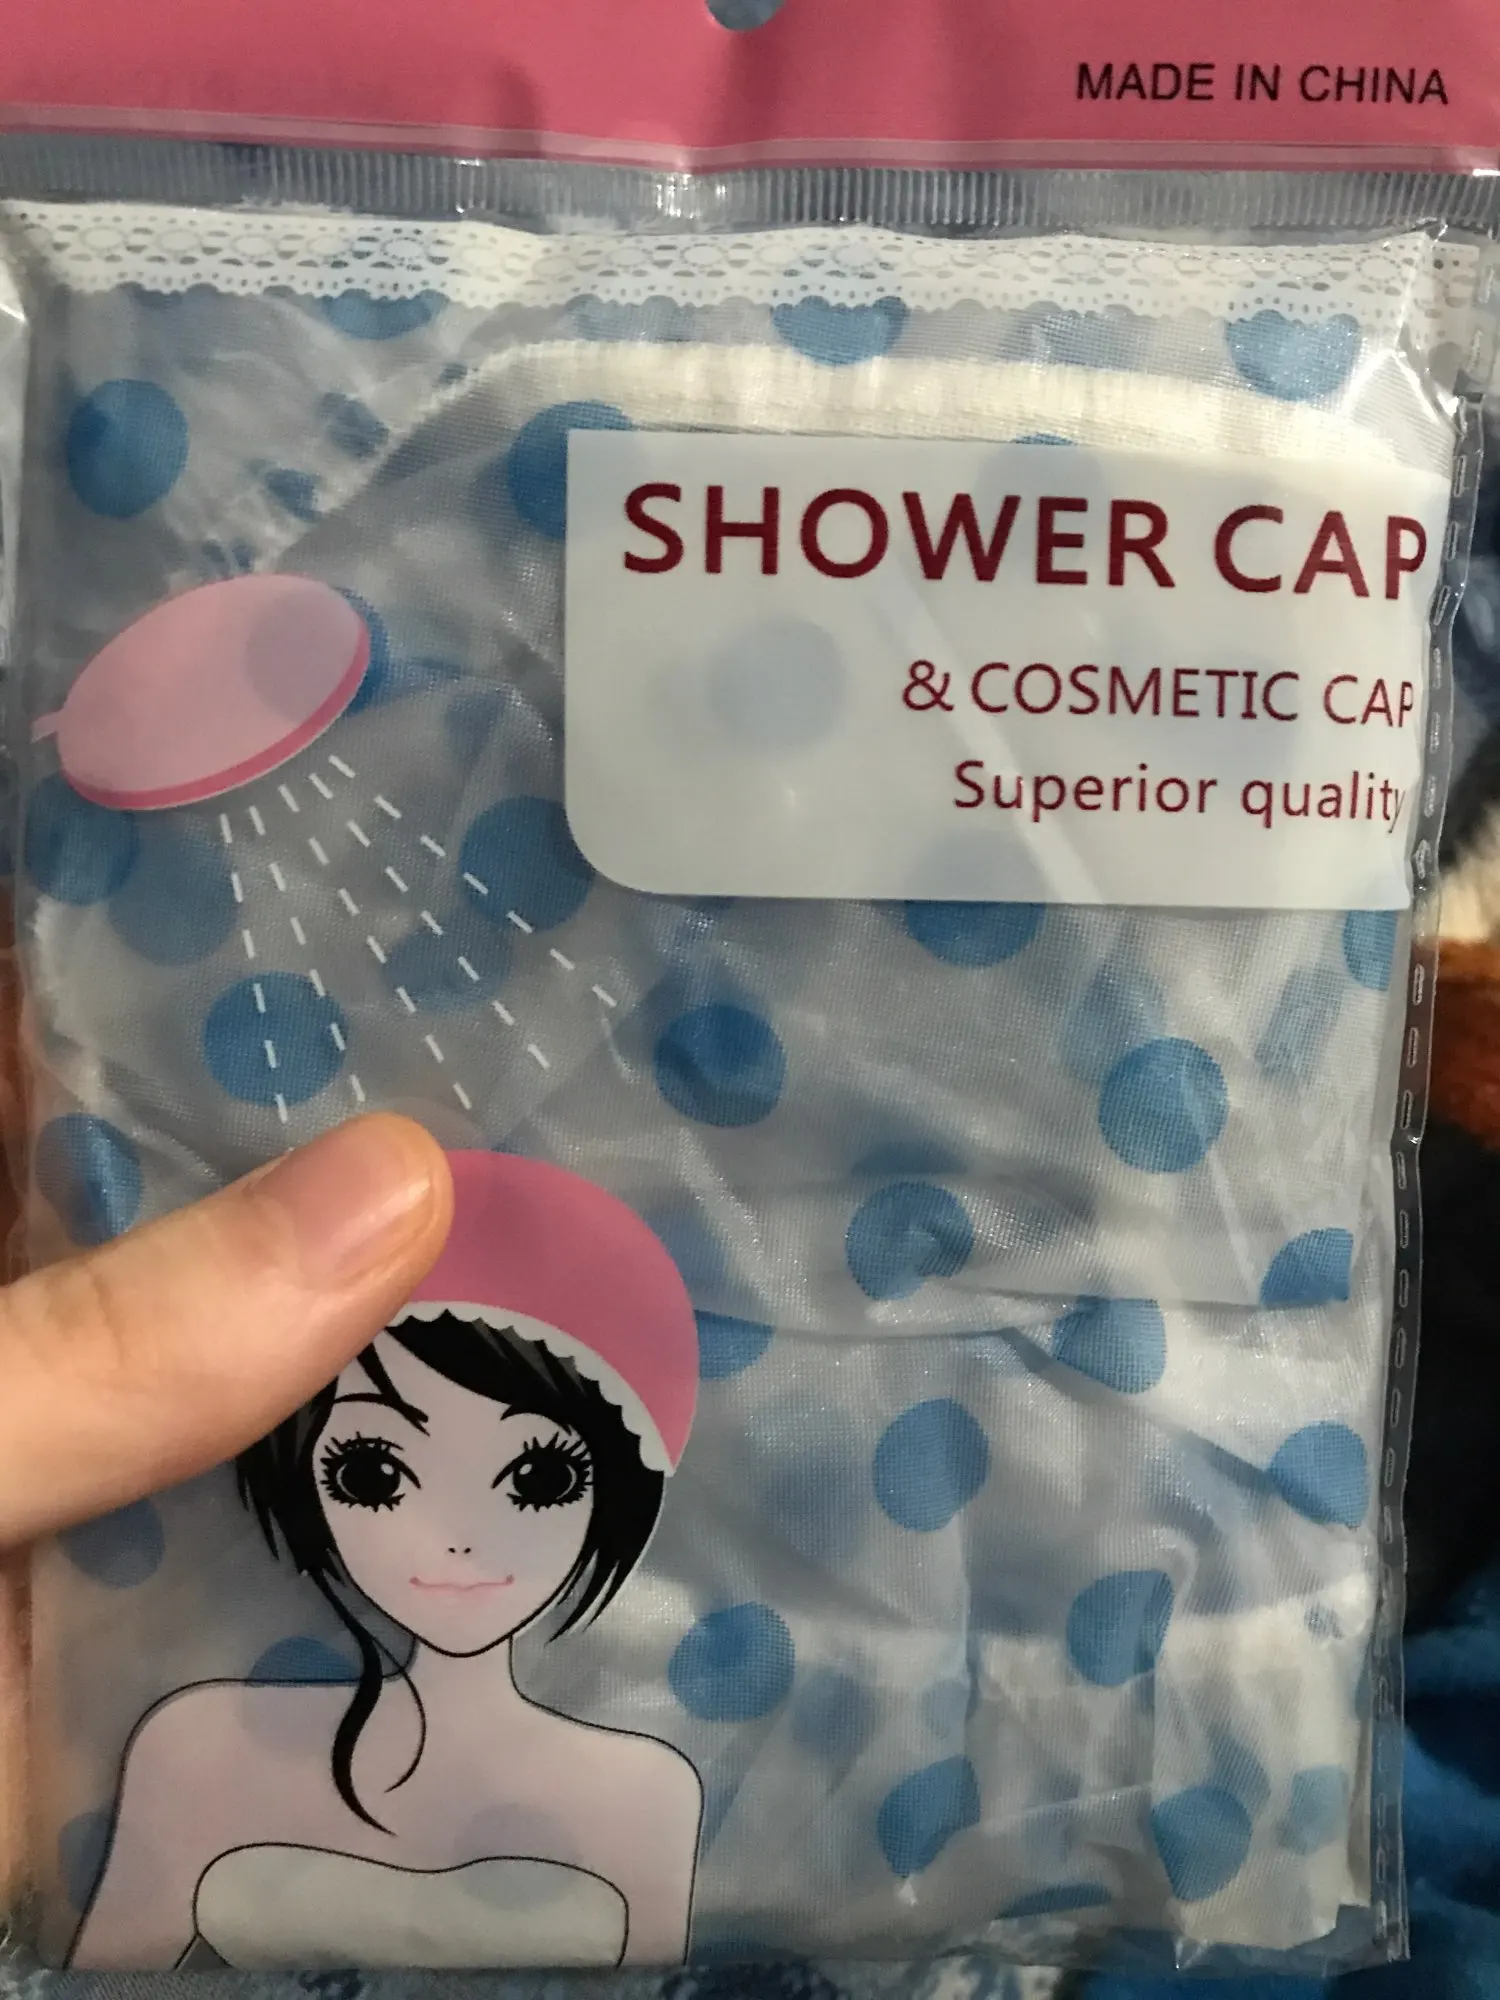 MADE IN CHINA
SHOWER CAP
& COSMETIC CAP
Superior quality